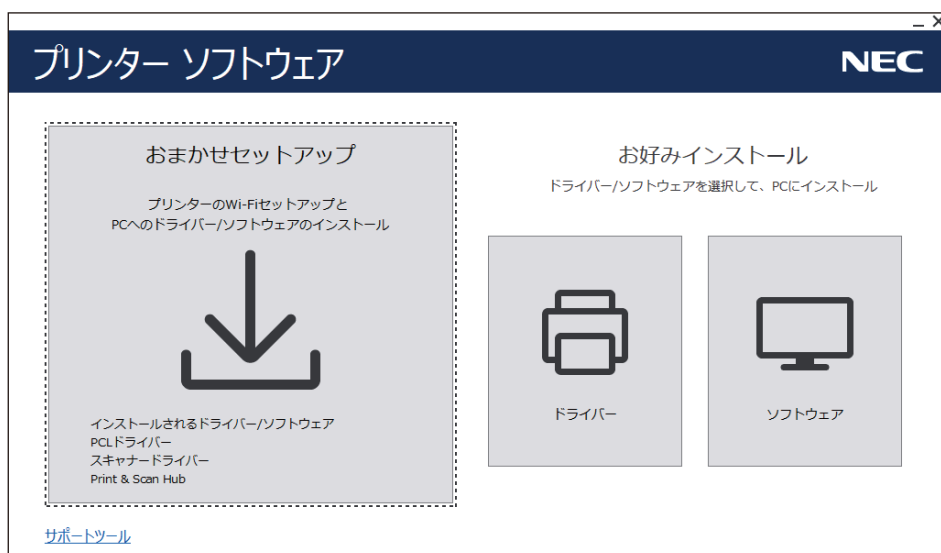 プリンター ソフトウェア
NEC
おまかせセットアップ
プリンターのWi-Fiセットアップと
PCへのドライバー/ソフトウェアのインストール
インストールされるドライバー/ソフトウェア
PCLドライバー
スキャナードライバー
Print & Scan Hub
お好みインストール
ドライバー/ソフトウェアを選択して、PCにインストール
ドライバー
ソフトウェア
サポートツール